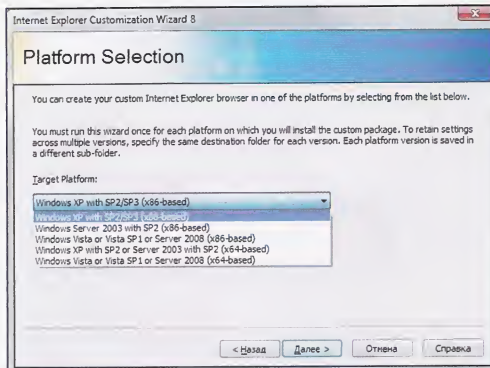 Internet Explorer Customization Wizard 8
Platform Selection
You can create your custom Internet Explorer browser in one of the platforms by selecting from the list below.
You must run this wizard once for each platform on which you will install the custom package. To retain settings
across multiple versions, specify the same destination folder for each version. Each platform version is saved in
a different sub-folder.
Target Platform:
Windows XP with SP2/SP3 (x86-based)
Windows XP with SP2/SP3 (x86-based)
Windows Server 2003 with SP2 (x86-based)
Windows Vista or Vista SP1 or Server 2008 (x86-based)
Windows XP with SP2 or Server 2003 with SP2 (x64-based)
Windows Vista or Vista SP1 or Server 2008 (x64-based)
< Назад Далее > Отмена Справка